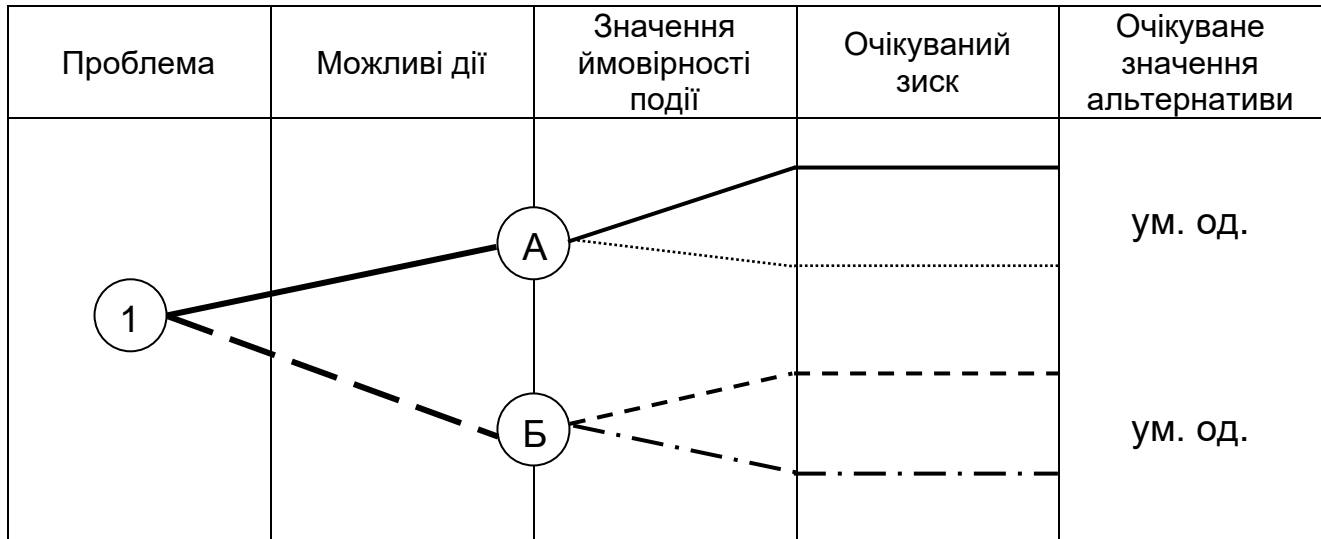 Проблема
Можливі дії
Значення
ймовірності
події
Очікуваний
зиск
Очікуване
значення
альтернативи
А
ум. од.
1
Б
ум. од.